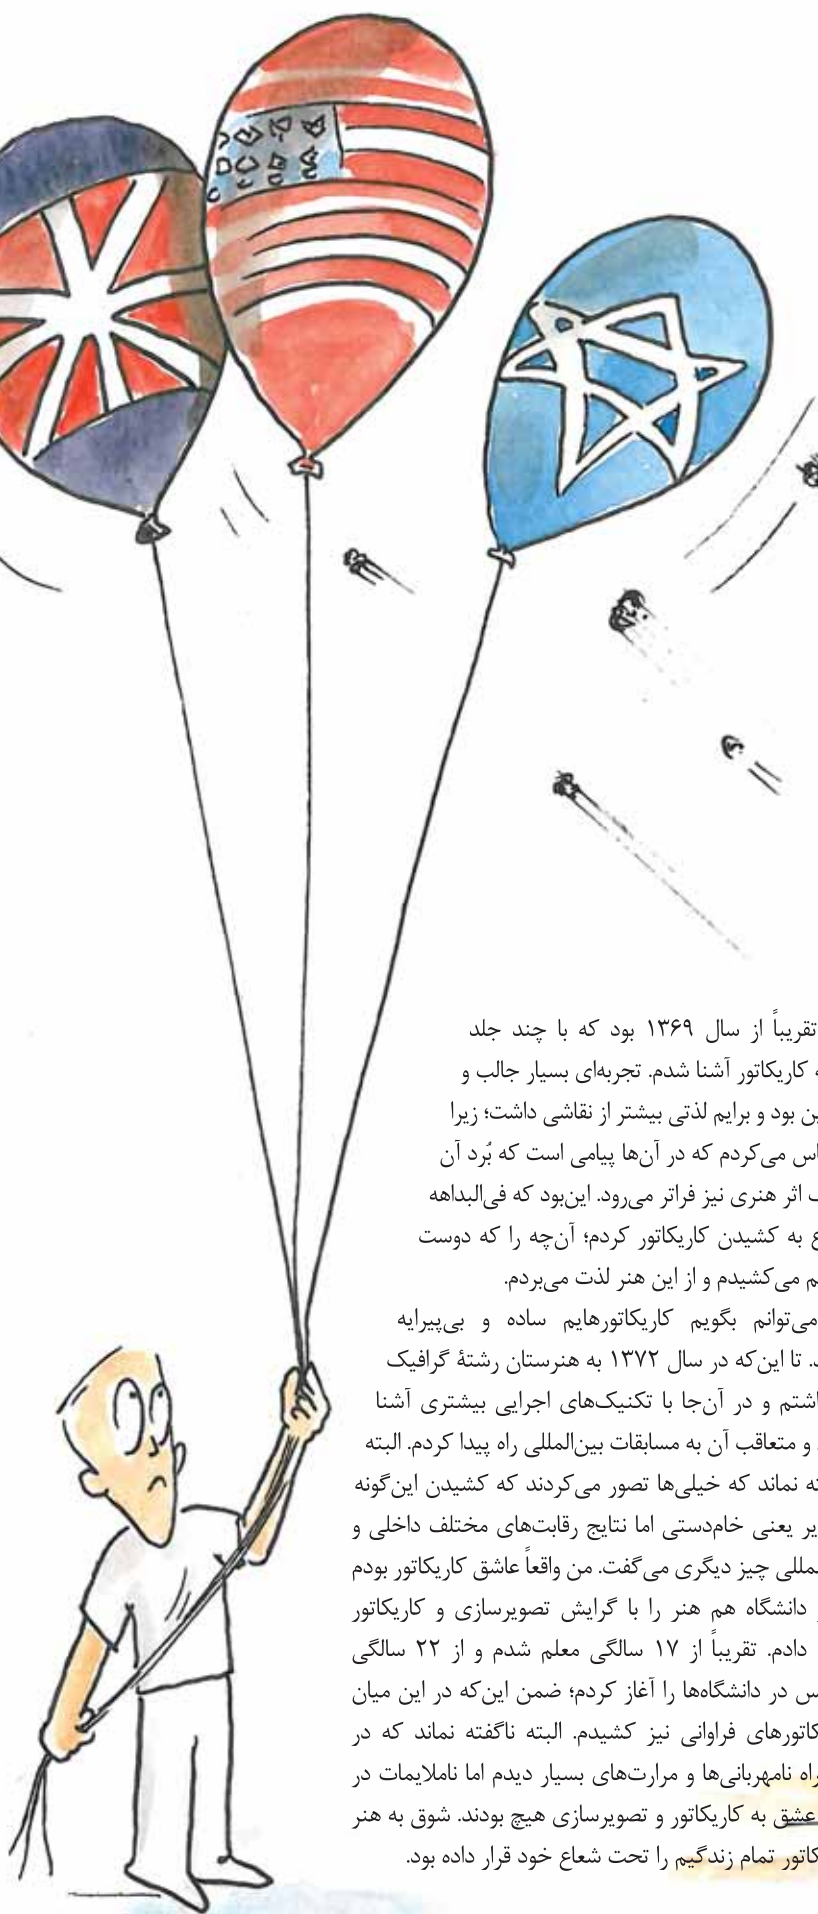 تقریباً از سال ۱۳۶۹ بود که با چند جلد
کاریکاتور آشنا شدم. تجربه‌ای بسیار جالب و
بود و برایم لذتی بیشتر از نقاشی داشت؛ زیرا
می‌کردم که در آن‌ها پیامی است که بُرد آن
اثر هنری نیز فراتر می‌رود. این‌بود که فی‌البداهه
به کشیدن کاریکاتور کردم؛ آن‌چه را که دوست
می‌کشیدم و از این هنر لذت می‌بردم.
می‌توانم بگویم کاریکاتورهایم ساده و بی‌پیرایه
تا این‌که در سال ۱۳۷۲ به هنرستان رشتهٔ گرافیک
و در آن‌جا با تکنیک‌های اجرایی بیشتری آشنا
و متعاقب آن به مسابقات بین‌المللی راه پیدا کردم. البته
نماند که خیلی‌ها تصور می‌کردند که کشیدن این‌گونه
یعنی خام‌دستی اما نتایج رقابت‌های مختلف داخلی و
چیز دیگری می‌گفت. من واقعاً عاشق کاریکاتور بودم
دانشگاه هم هنر را با گرایش تصویرسازی و کاریکاتور
دادم. تقریباً از ۱۷ سالگی معلم شدم و از ۲۲ سالگی
در دانشگاه‌ها را آغاز کردم؛ ضمن این‌که در این میان
فراوانی نیز کشیدم. البته ناگفته نماند که در
راه نامهربانی‌ها و مرارت‌های بسیار دیدم اما ناملایمات در
عشق به کاریکاتور و تصویرسازی هیچ بودند. شوق به هنر
تمام زندگیم را تحت شعاع خود قرار داده بود.